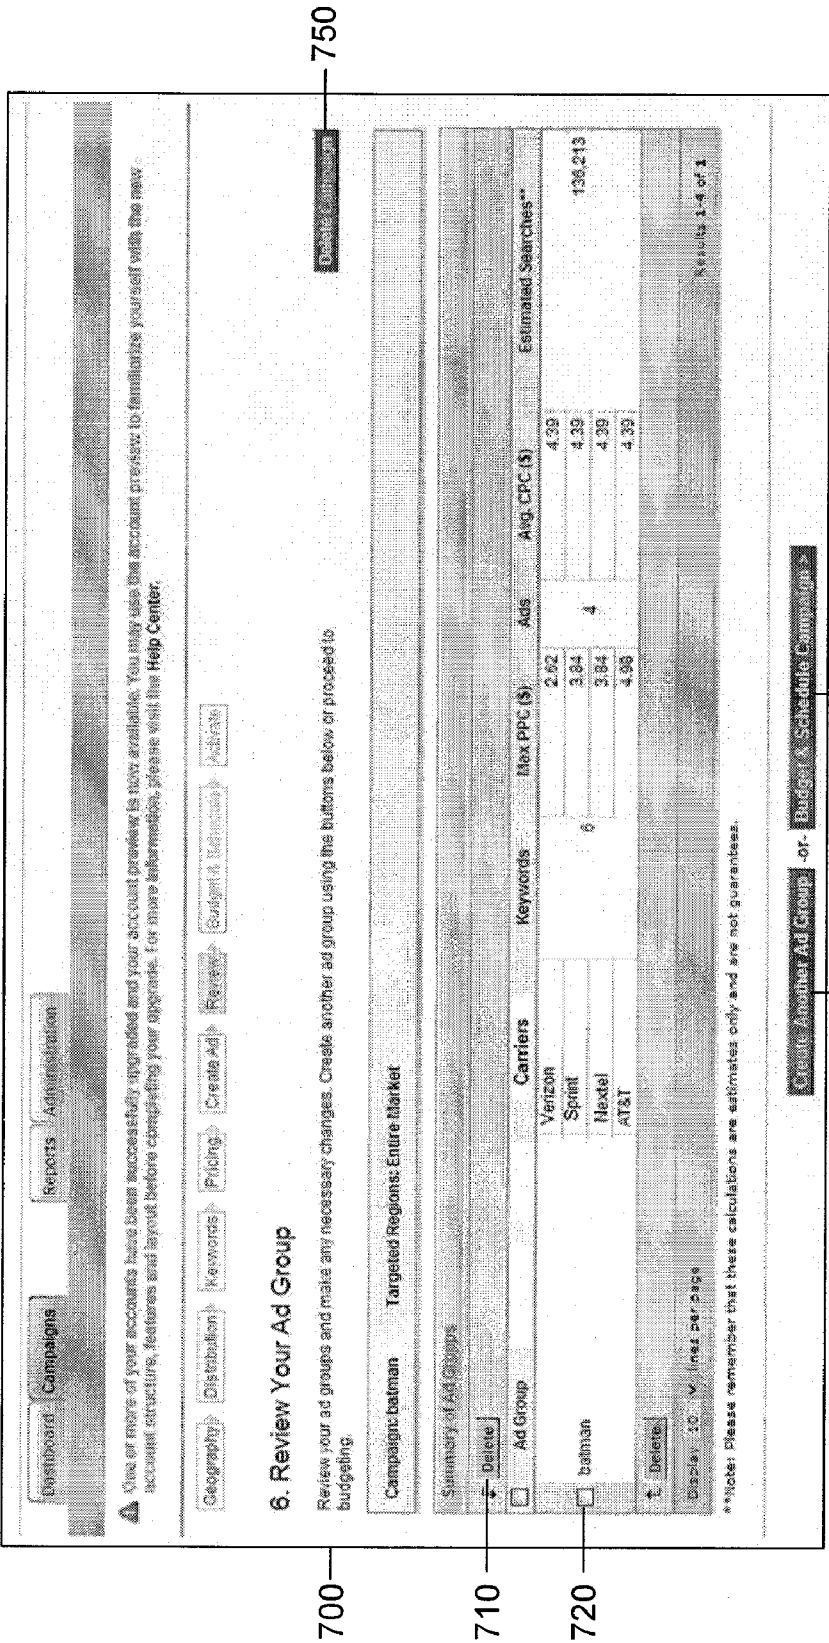 750
Dashboard Campaigns Reports Administration
One or more of your accounts have been successfully upgraded and your account preview is now available. You may use the account preview to familiarize yourself with the new
account structure, features and layout before completing your upgrade. For more information, please visit the Help Center.
Geography Distribution Keywords Pricing Create Ad Review Budget & Schedule Activate
6. Review Your Ad Group
Delete Campaign
700
Review your ad groups and make any necessary changes. Create another ad group using the buttons below or proceed to
budgeting.
Campaign: batman Targeted Regions: Entire Market
Summary of Ad Groups
710
Delete
Ad Group Carriers Keywords Max PPC ($) Ads Avg. CPC ($) Estimated Searches**
720
batman 6 4 136,213
Verizon 2.62 4.39
Sprint 3.84 4.39
Nextel 3.84 4.39
AT&T 4.98 4.39
Delete
Display 10 lines per page Results 1-4 of 1
**Note: Please remember that these calculations are estimates only and are not guarantees.
Create Another Ad Group -or- Budget & Schedule Campaign >